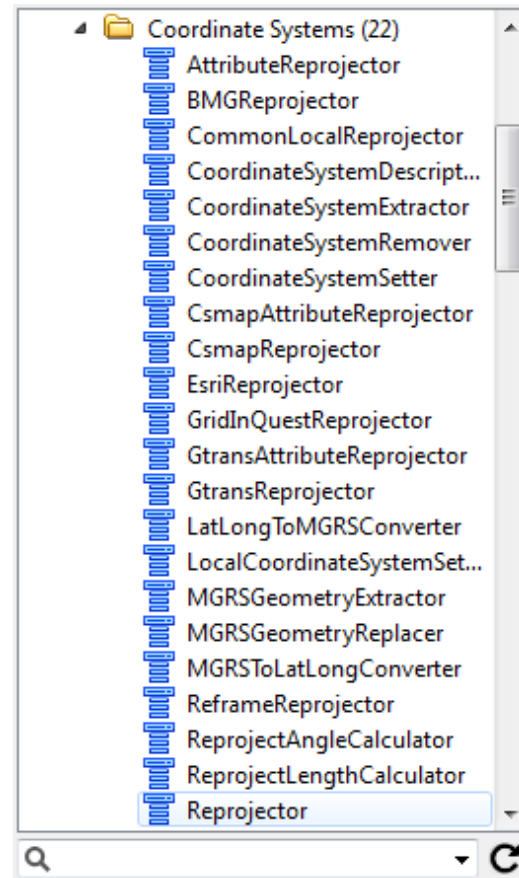 Coordinate Systems (22)
AttributeReprojector
BMGReprojector
CommonLocalReprojector
CoordinateSystemDescript...
CoordinateSystemExtractor
CoordinateSystemRemover
CoordinateSystemSetter
CsmapAttributeReprojector
CsmapReprojector
EsriReprojector
GridInQuestReprojector
GtransAttributeReprojector
GtransReprojector
LatLongToMGRSConverter
LocalCoordinateSystemSet...
MGRSGeometryExtractor
MGRSGeometryReplacer
MGRSToLatLongConverter
ReframeReprojector
ReprojectAngleCalculator
ReprojectLengthCalculator
Reprojector